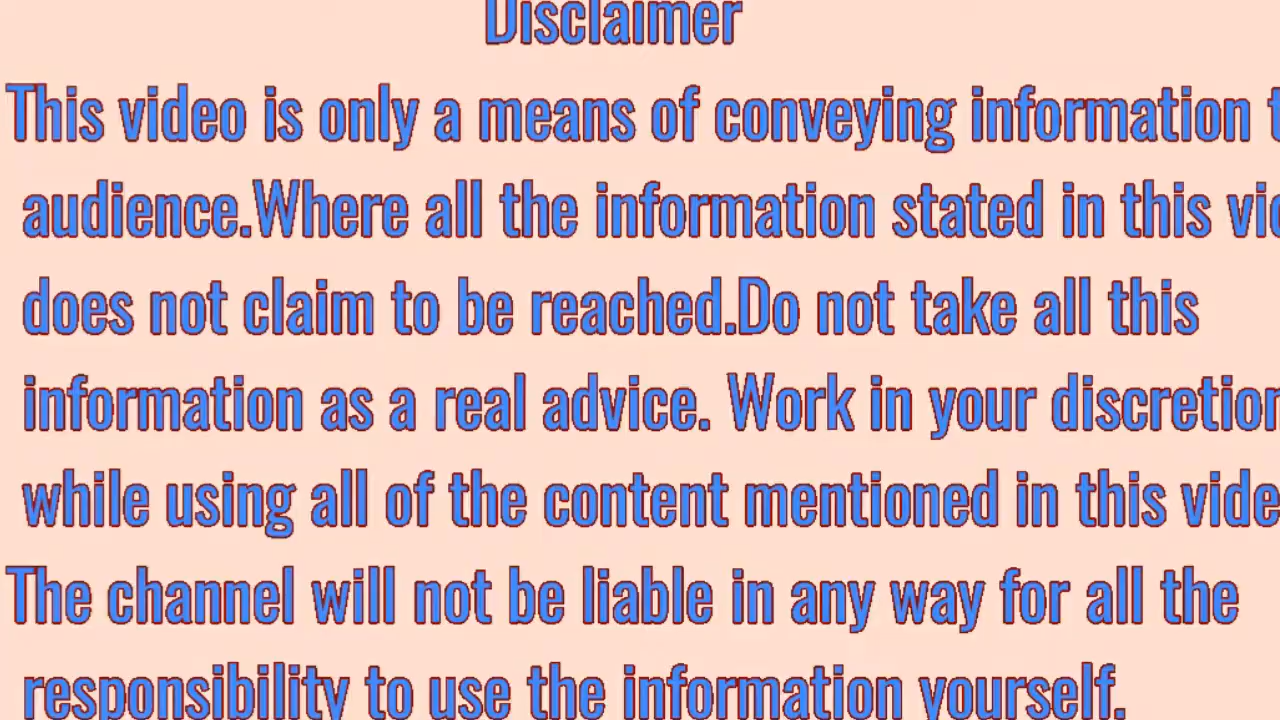 Disclaimer
This video is only a means of conveying information
audience.Where all the information stated in this
does not claim to be reached.Do not take all this
information as a real advice. Work in your discretion
while using all of the content mentioned in this
The channel will not be liable in any way for all the
responsibility to use the information yourself.